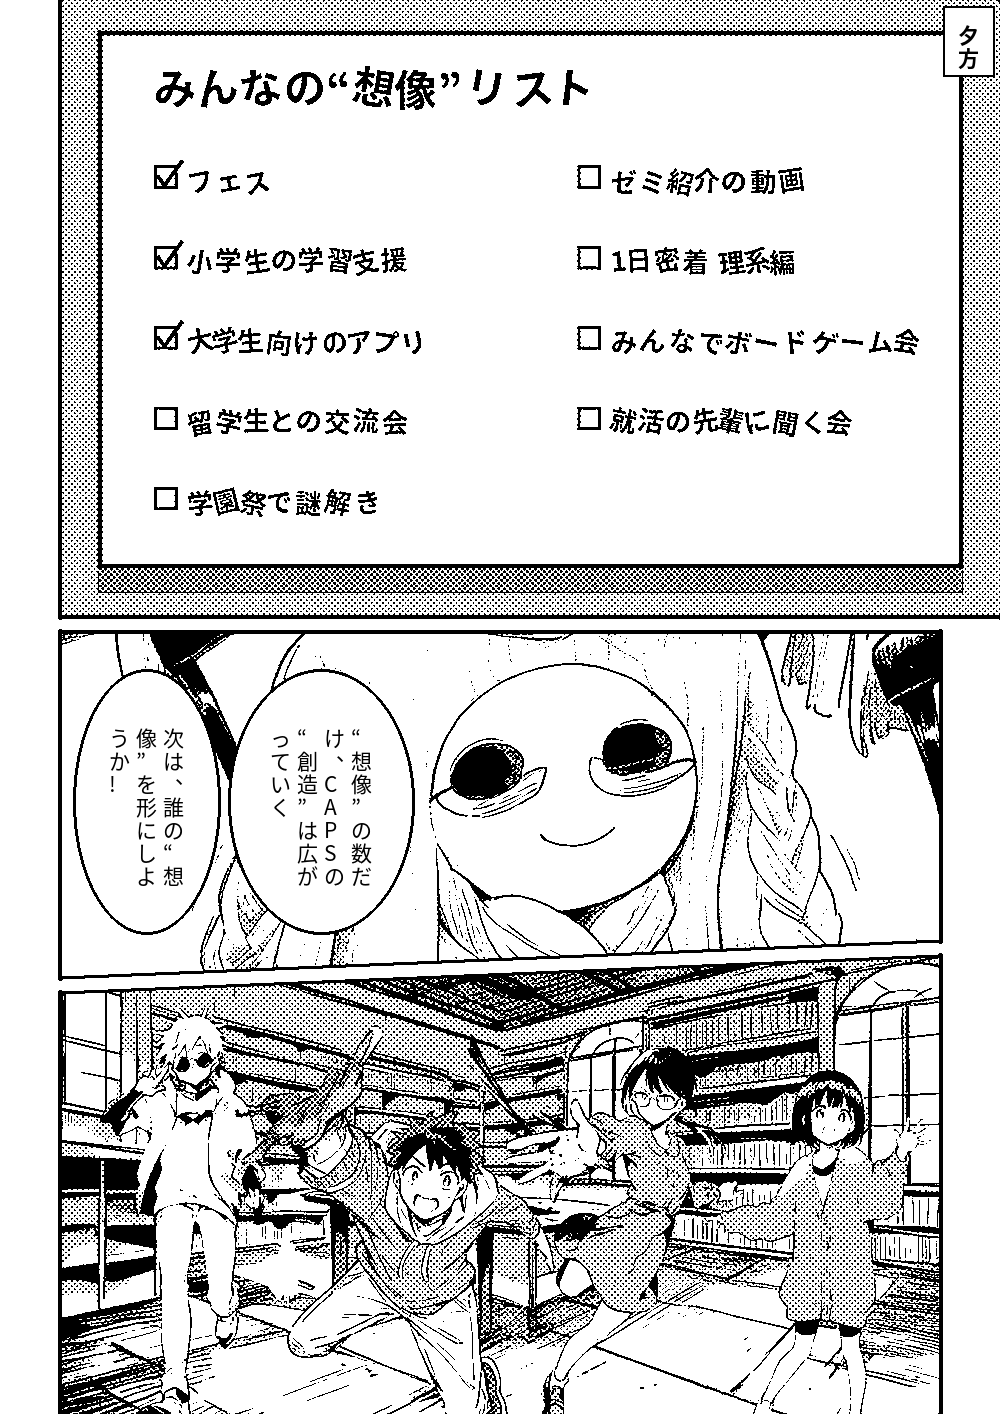 夕方
みんなの“想像”リスト
フェス
小学生の学習支援
大学生向けのアプリ
留学生との交流会
学園祭で謎解き
ゼミ紹介の動画
1日密着 理系編
みんなでボードゲーム会
就活の先輩に聞く会
“想像”の数だ
け、CAPSの
“創造”は広が
っていく
次は、誰の“想
像”を形にしよ
うか！